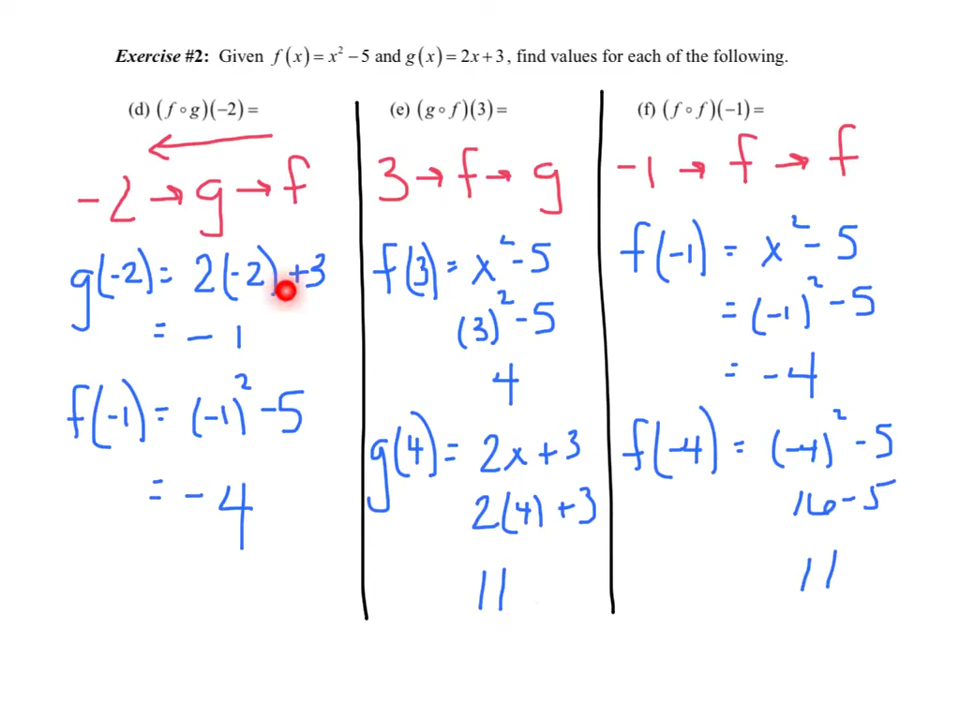 Exercise #2: Given f(x) = x² − 5 and g(x) = 2x + 3, find values for each of the following.
(d) (f∘g)(−2) =
-2 → g → f
g(-2) = 2(-2) + 3
= -1
f(-1) = (-1)² - 5
= -4
(e) (g∘f)(3) =
3 → f → g
f(3) = x² - 5
(3)² - 5
4
g(4) = 2x + 3
2(4) + 3
11
(f) (f∘f)(−1) =
-1 → f → f
f(-1) = x² - 5
= (-1)² - 5
= -4
f(-4) = (-4)² - 5
16 - 5
11